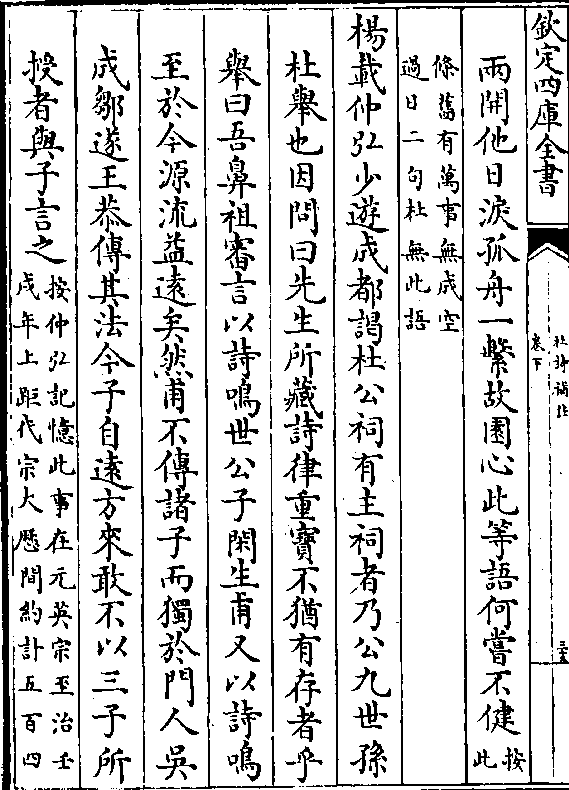 欽定四庫全書
杜詩攟
卷下
兩開他日淚孤舟一繫故園心此等語何嘗不健按此
條舊有萬事無成空
過日二句杜無此語
楊載仲弘少遊成都謁杜公祠有主祠者乃公九世孫
杜舉也因問曰先生所藏詩律重寶不猶有存者乎
舉曰吾鼻祖審言以詩鳴世公子閑生甫又以詩鳴
至於今源流益遠矣然甫不傳諸子而獨於門人吳
成鄒遂王恭傳其法今子自遠方來敢不以三子所
授者與子言之按仲弘記憶此事在元英宗至治壬
戌年上距代宗大厯間約計五百四